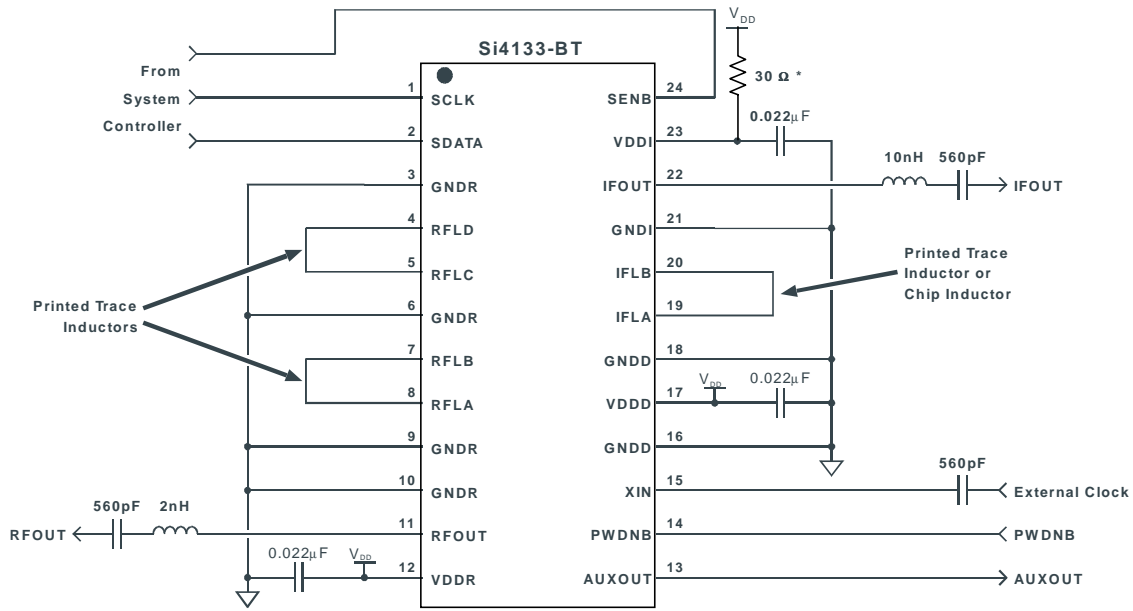 V DD
Si4133-BT
From
System
Controller
30 Ω *
0.022μF
1 SCLK
2 SDATA
3 GNDR
4 RFLD
5 RFLC
6 GNDR
7 RFLB
8 RFLA
9 GNDR
10 GNDR
11 RFOUT
12 VDDR
SENB 24
VDDI 23
IFOUT 22
GNDI 21
IFLB 20
IFLA 19
GNDD 18
VDDD 17
GNDD 16
XIN 15
PWDNB 14
AUXOUT 13
10nH 560pF
IFOUT
Printed Trace
Inductor or
Chip Inductor
Printed Trace
Inductors
V DD
0.022μF
560pF
External Clock
PWDNB
AUXOUT
560pF 2nH
RFOUT
0.022μF V DD